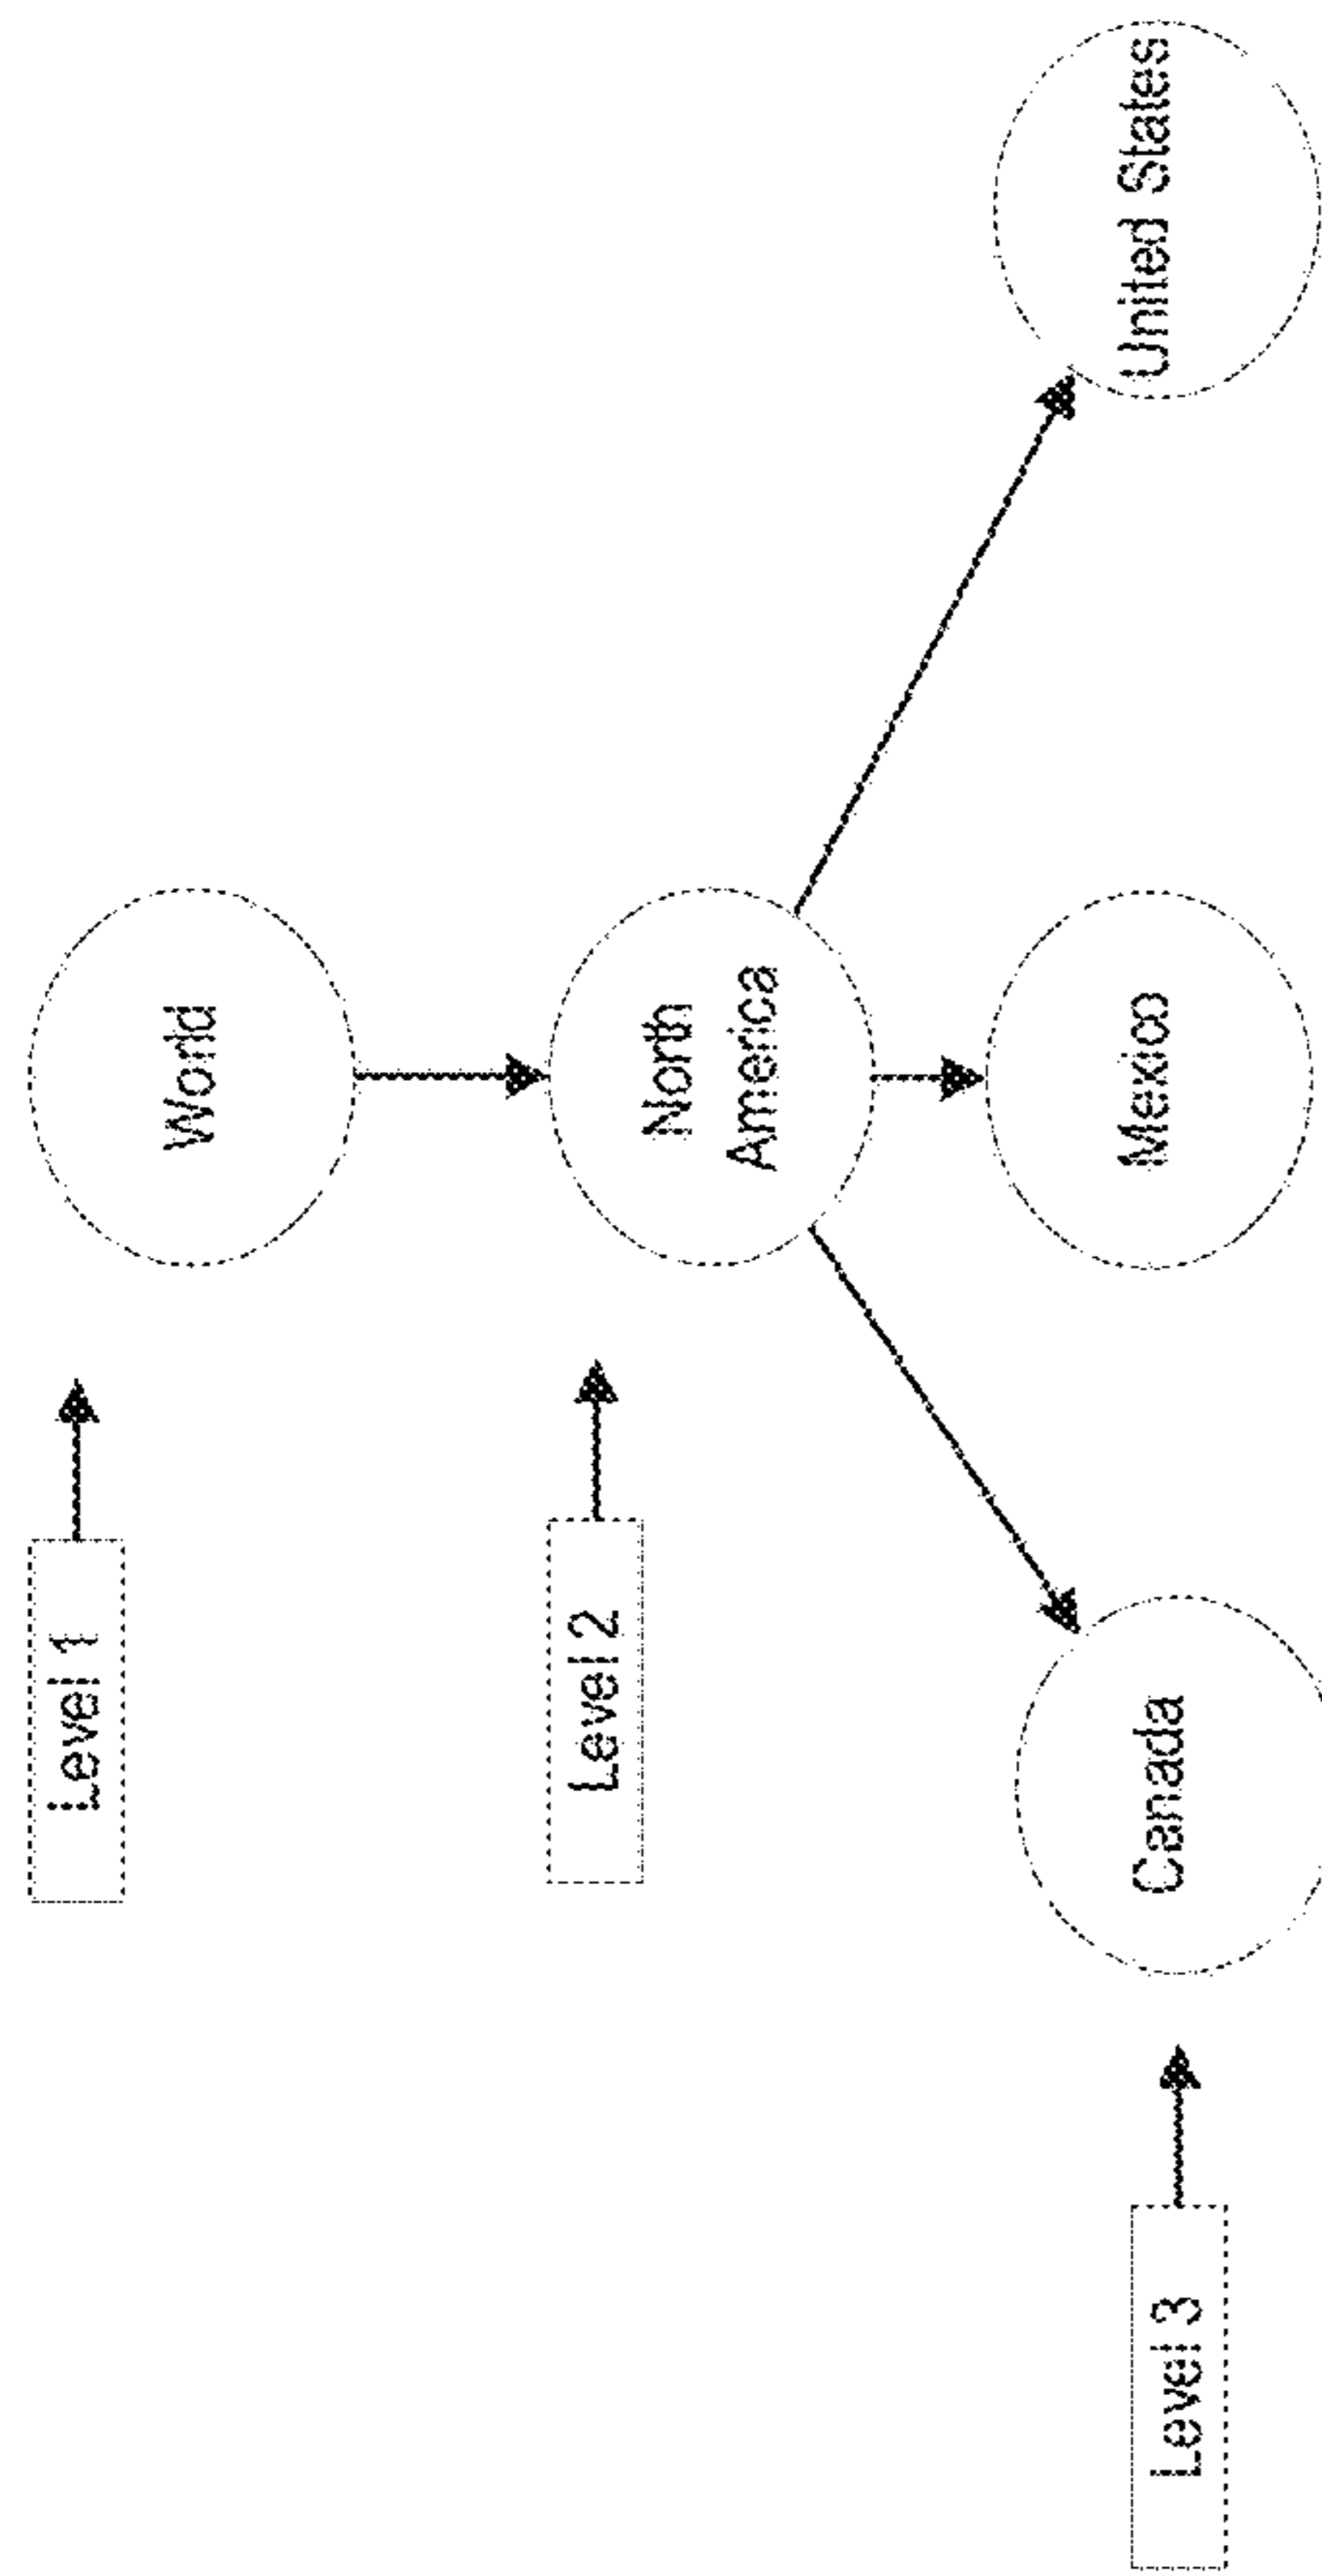 Level 1
World
Level 2
North
America
Level 3
Canada
Mexico
United States